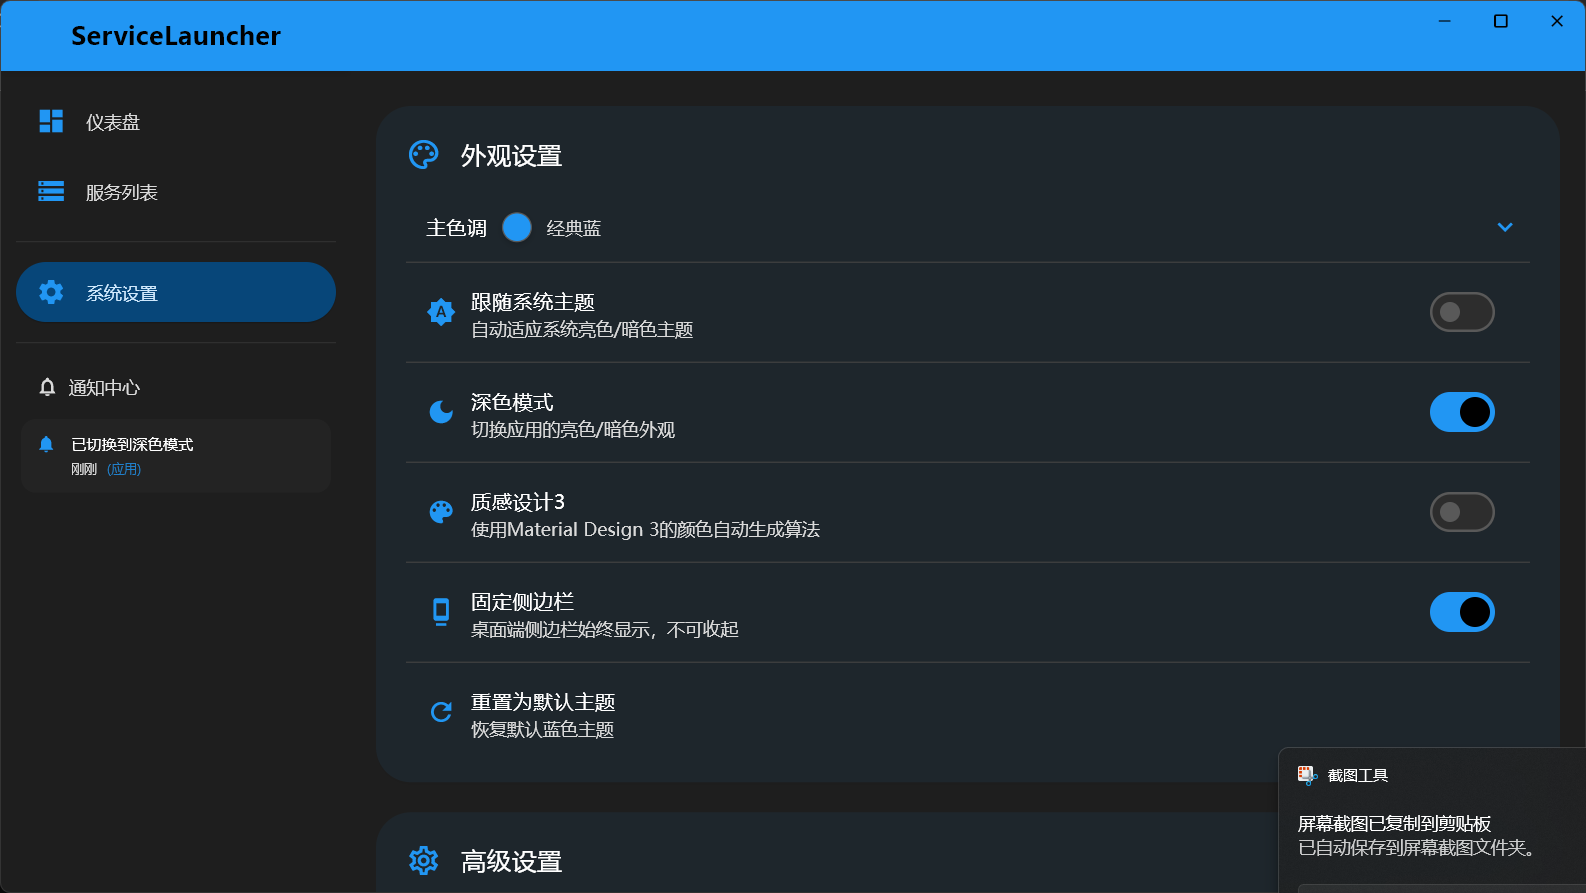 ServiceLauncher
仪表盘
服务列表
系统设置
通知中心
已切换到深色模式
刚刚 (应用)
外观设置
主色调 经典蓝
跟随系统主题
自动适应系统亮色/暗色主题
深色模式
切换应用的亮色/暗色外观
质感设计3
使用Material Design 3的颜色自动生成算法
固定侧边栏
桌面端侧边栏始终显示，不可收起
重置为默认主题
恢复默认蓝色主题
高级设置
截图工具
屏幕截图已复制到剪贴板
已自动保存到屏幕截图文件夹。